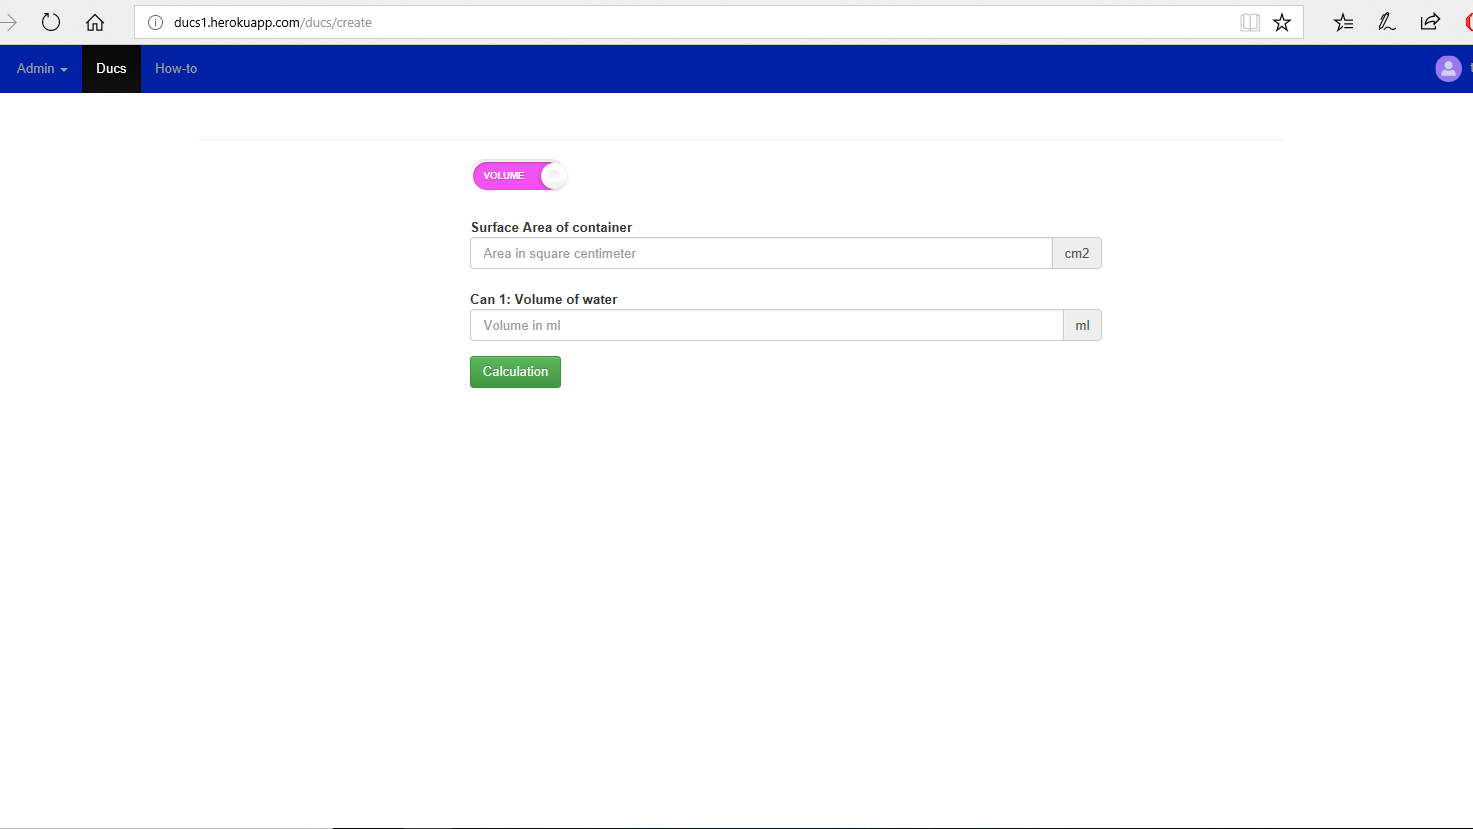 ducs1.herokuapp.com/ducs/create
Admin Ducs How-to
VOLUME
Surface Area of container
Area in square centimeter cm2
Can 1: Volume of water
Volume in ml ml
Calculation